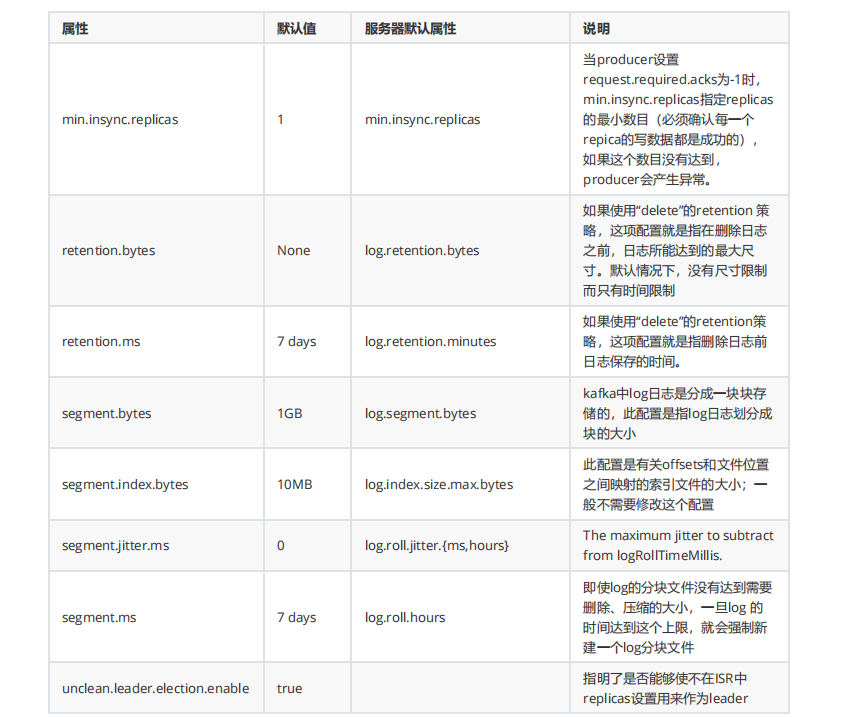 属性 默认值 服务器默认属性 说明
当producer设置
request.required.acks为-1时，
min.insync.replicas指定replicas
的最小数目（必须确认每一个
min.insync.replicas 1 min.insync.replicas
repica的写数据都是成功的），
如果这个数目没有达到，
producer会产生异常。
如果使用“delete”的retention 策
略，这项配置就是指在删除日志
retention.bytes None log.retention.bytes
之前，日志所能达到的最大尺
寸。默认情况下，没有尺寸限制
而只有时间限制
如果使用“delete”的retention策
retention.ms 7 days log.retention.minutes
略，这项配置就是指删除日志前
日志保存的时间。
kafka中log日志是分成一块块存
segment.bytes 1GB log.segment.bytes
储的，此配置是指log日志划分成
块的大小
此配置是有关offsets和文件位置
segment.index.bytes 10MB log.index.size.max.bytes
之间映射的索引文件的大小；一
般不需要修改这个配置
segment.jitter.ms 0 log.roll.jitter.{ms,hours}
The maximum jitter to subtract
from logRollTimeMillis.
即使log的分块文件没有达到需要
删除、压缩的大小，一旦log 的
segment.ms 7 days log.roll.hours
时间达到这个上限，就会强制新
建一个log分块文件
unclean.leader.election.enable true
指明了是否能够使不在ISR中
replicas设置用来作为leader